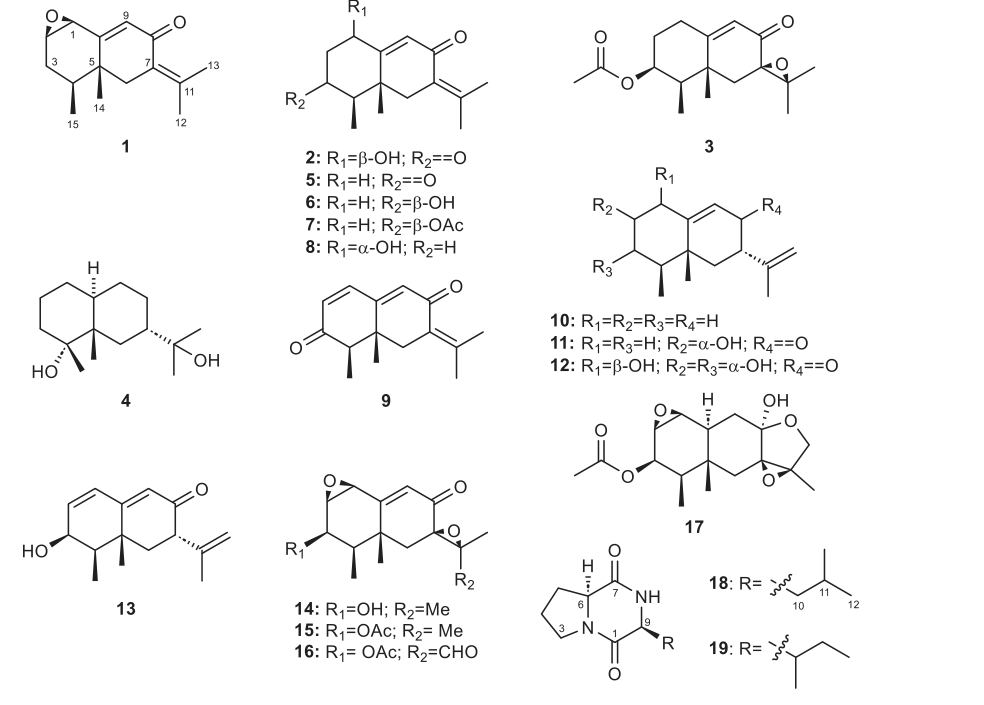 O
1
3
5
7
9
O
11
12
13
14
15
1
R₁
R₂
O
2: R₁=β-OH; R₂==O
5: R₁=H; R₂==O
6: R₁=H; R₂=β-OH
7: R₁=H; R₂=β-OAc
8: R₁=α-OH; R₂=H
O
O
O
O
3
R₁
R₂
R₃
R₄
10: R₁=R₂=R₃=R₄=H
11: R₁=R₃=H; R₂=α-OH; R₄==O
12: R₁=β-OH; R₂=R₃=α-OH; R₄==O
H
HO
OH
4
O
O
9
O
HO
13
O
O
O
R₁
R₂
14: R₁=OH; R₂=Me
15: R₁=OAc; R₂= Me
16: R₁= OAc; R₂=CHO
O
H
OH
O
O
O
O
17
O
H
6
7
NH
3
N
1
9
R
O
18: R=
10
11
12
19: R=